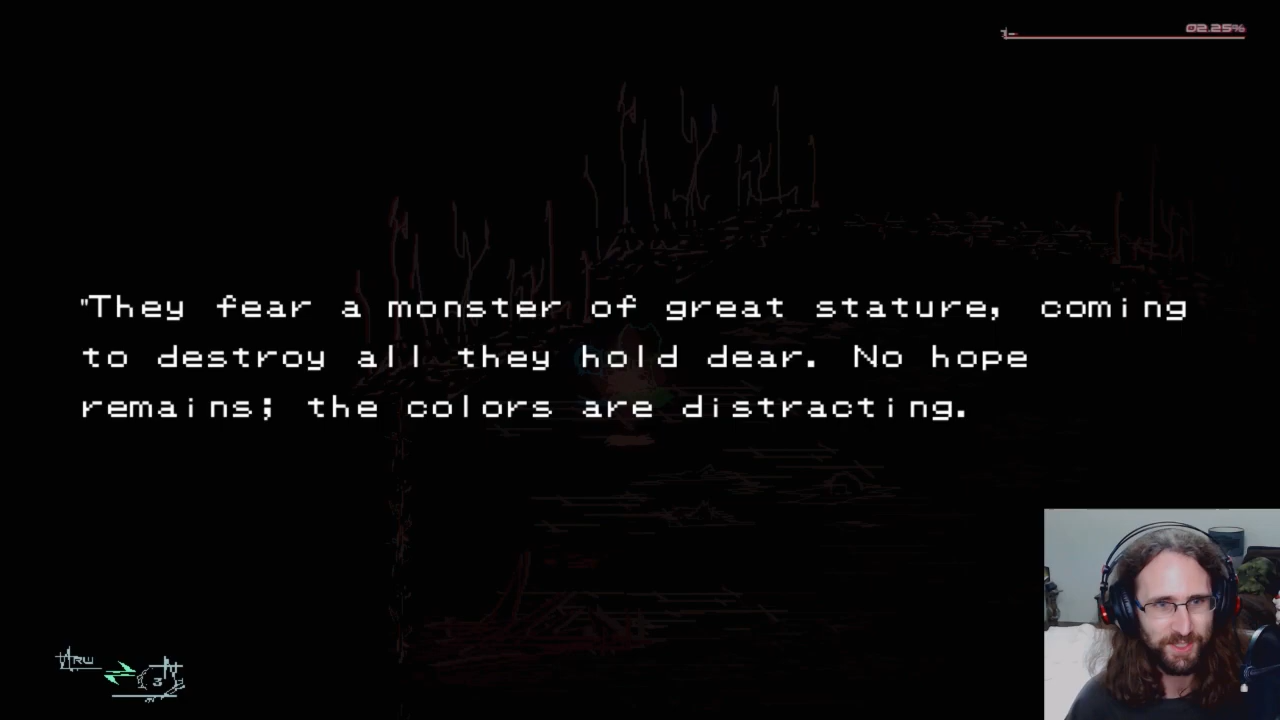 02.25%
"They fear a monster of great stature, coming
to destroy all they hold dear. No hope
remains; the colors are distracting.
3